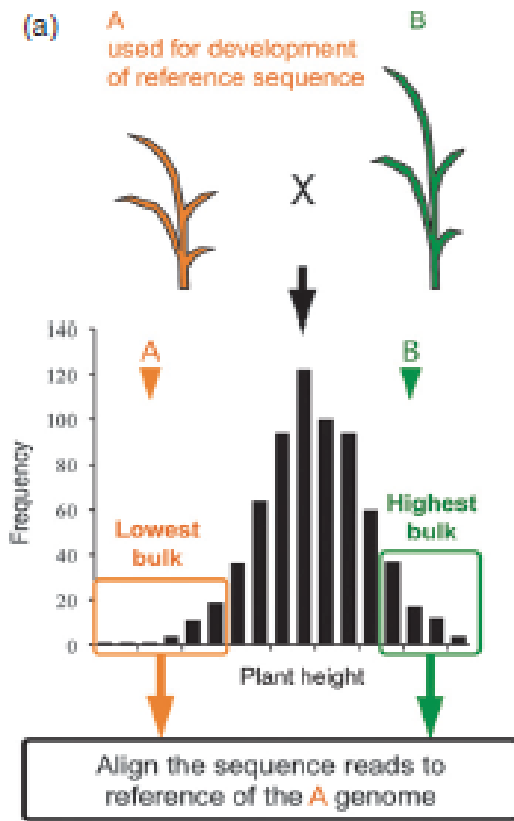 (a)
A
used for development
of reference sequence
B
X
140
120
100
80
60
40
20
0
Frequency
A
B
Lowest
bulk
Highest
bulk
Plant height
Align the sequence reads to
reference of the A genome